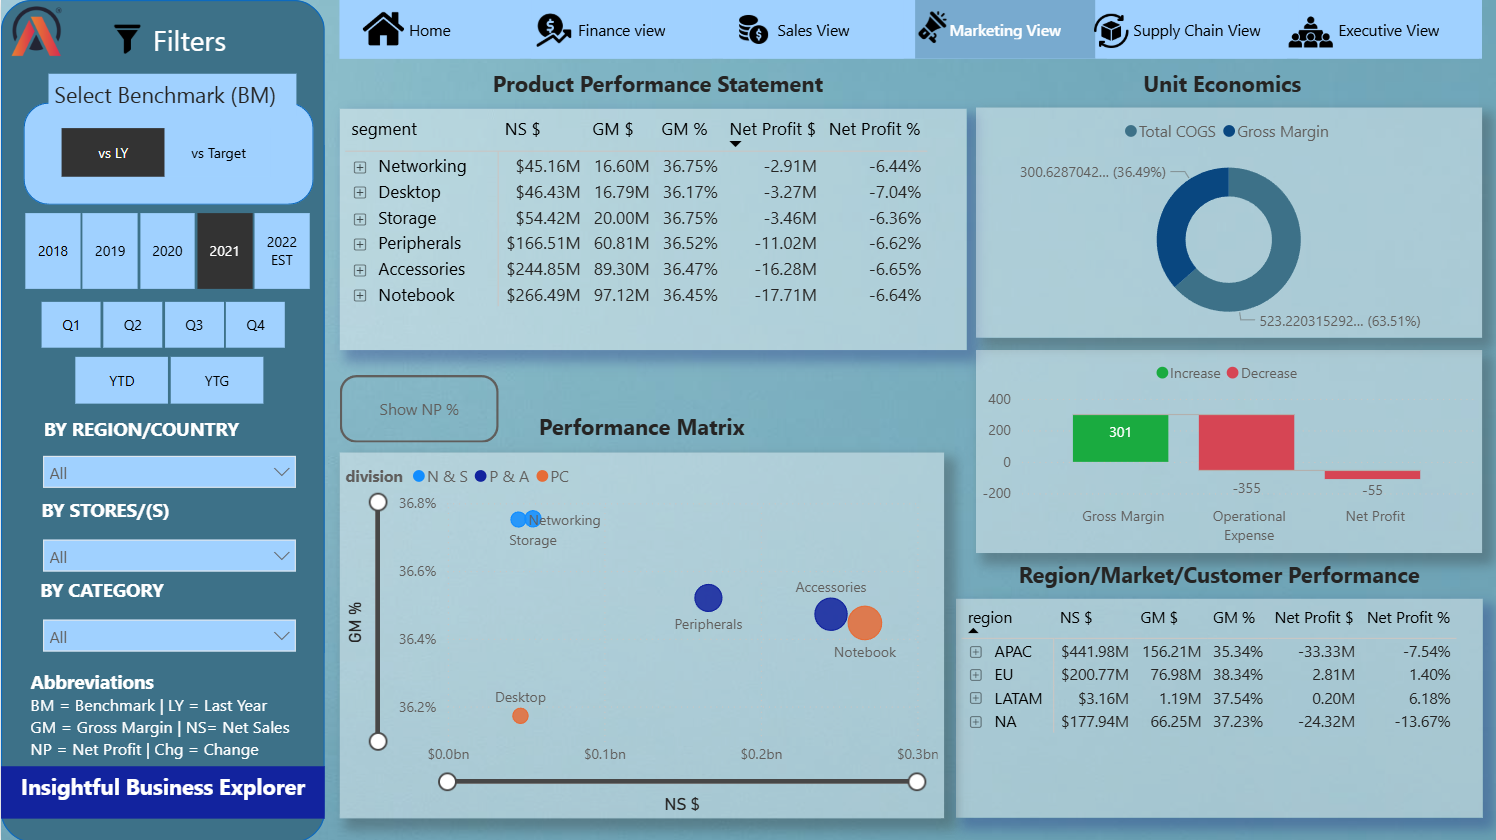 Filters
Select Benchmark (BM)
vs LY vs Target
2018 2019 2020 2021 2022 EST
Q1 Q2 Q3 Q4
YTD YTG
BY REGION/COUNTRY
All
BY STORES/(S)
All
BY CATEGORY
All
Abbreviations
BM = Benchmark | LY = Last Year
GM = Gross Margin | NS= Net Sales
NP = Net Profit | Chg = Change
Insightful Business Explorer
Home Finance view Sales View Marketing View Supply Chain View Executive View
Product Performance Statement
segment NS $ GM $ GM % Net Profit $ Net Profit %
Networking $45.16M 16.60M 36.75% -2.91M -6.44%
Desktop $46.43M 16.79M 36.17% -3.27M -7.04%
Storage $54.42M 20.00M 36.75% -3.46M -6.36%
Peripherals $166.51M 60.81M 36.52% -11.02M -6.62%
Accessories $244.85M 89.30M 36.47% -16.28M -6.65%
Notebook $266.49M 97.12M 36.45% -17.71M -6.64%
Show NP %
Performance Matrix
division N & S P & A PC
36.8%
36.6%
36.4%
36.2%
GM %
Networking
Storage
Accessories
Peripherals
Notebook
Desktop
$0.0bn $0.1bn $0.2bn $0.3bn
NS $
Unit Economics
Total COGS Gross Margin
300.6287042... (36.49%)
523.220315292... (63.51%)
Increase Decrease
400
200
0
-200
301
-355
-55
Gross Margin
Operational
Expense
Net Profit
Region/Market/Customer Performance
region NS $ GM $ GM % Net Profit $ Net Profit %
APAC $441.98M 156.21M 35.34% -33.33M -7.54%
EU $200.77M 76.98M 38.34% 2.81M 1.40%
LATAM $3.16M 1.19M 37.54% 0.20M 6.18%
NA $177.94M 66.25M 37.23% -24.32M -13.67%